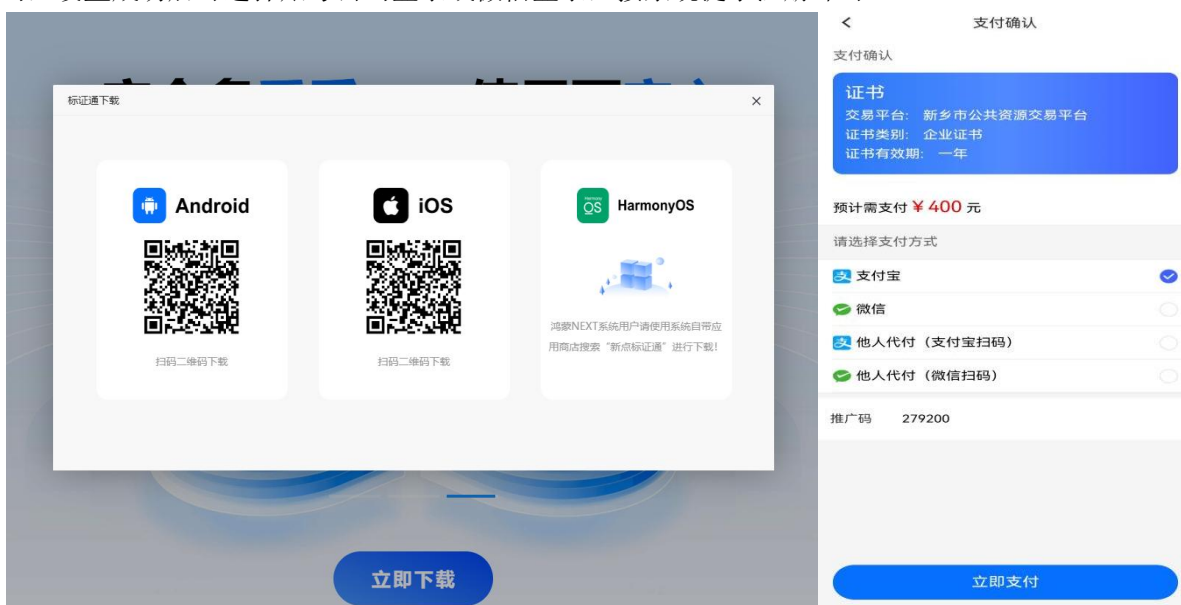 标证通下载
×
Android
扫码二维码下载
iOS
扫码二维码下载
HarmonyOS
鸿蒙NEXT系统用户请使用系统自带应
用商店搜索“新点标证通”进行下载!
立即下载
支付确认
支付确认
证书
交易平台: 新乡市公共资源交易平台
证书类别: 企业证书
证书有效期: 一年
预计需支付 ¥ 400 元
请选择支付方式
支付宝
微信
他人代付（支付宝扫码）
他人代付（微信扫码）
推广码 279200
立即支付